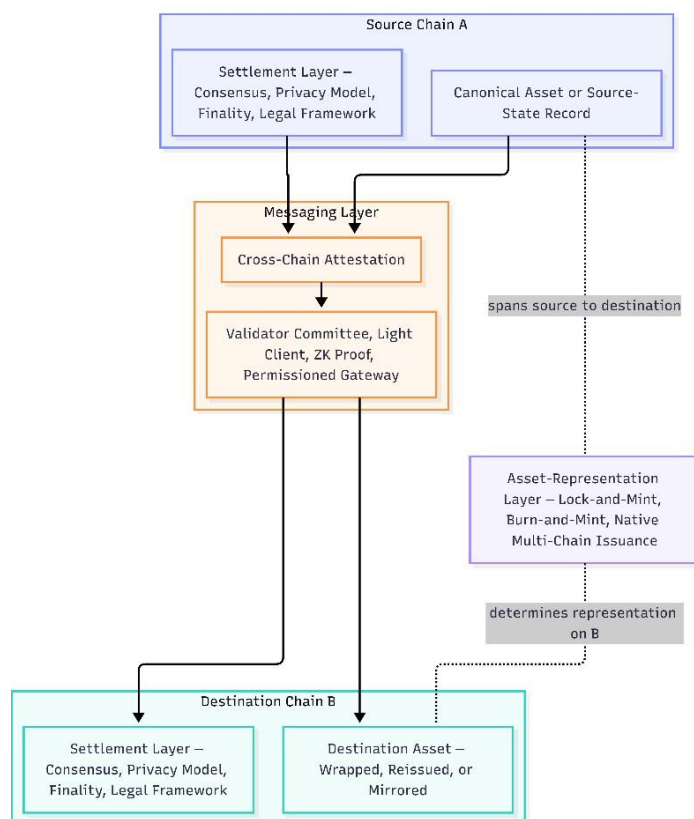 Source Chain A
Settlement Layer —
Consensus, Privacy Model,
Finality, Legal Framework
Canonical Asset or Source-
State Record
Messaging Layer
Cross-Chain Attestation
Validator Committee, Light
Client, ZK Proof,
Permissioned Gateway
spans source to destination
Asset-Representation
Layer — Lock-and-Mint,
Burn-and-Mint, Native
Multi-Chain Issuance
determines representation
on B
Destination Chain B
Settlement Layer —
Consensus, Privacy Model,
Finality, Legal Framework
Destination Asset —
Wrapped, Reissued, or
Mirrored